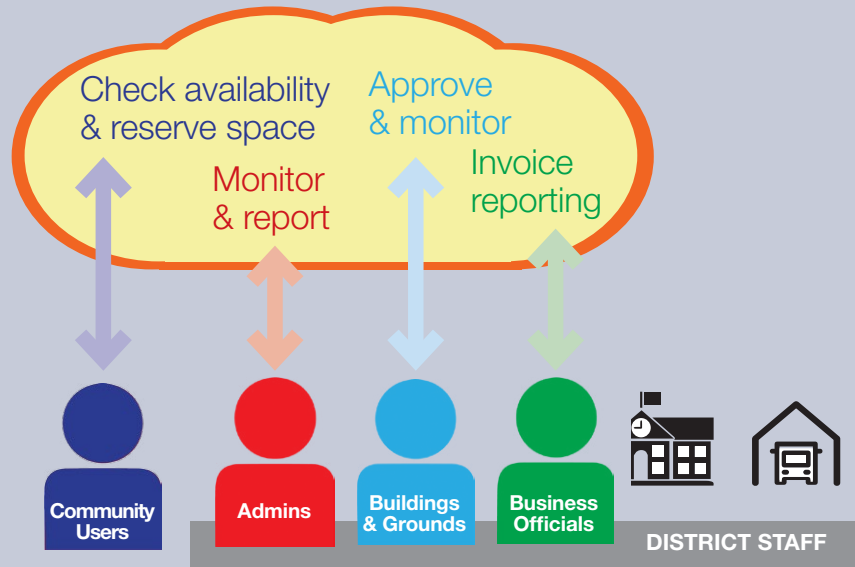 Check availability
& reserve space
Approve
& monitor
Monitor
& report
Invoice
reporting
Community
Users
Admins
Buildings
& Grounds
Business
Officials
DISTRICT STAFF